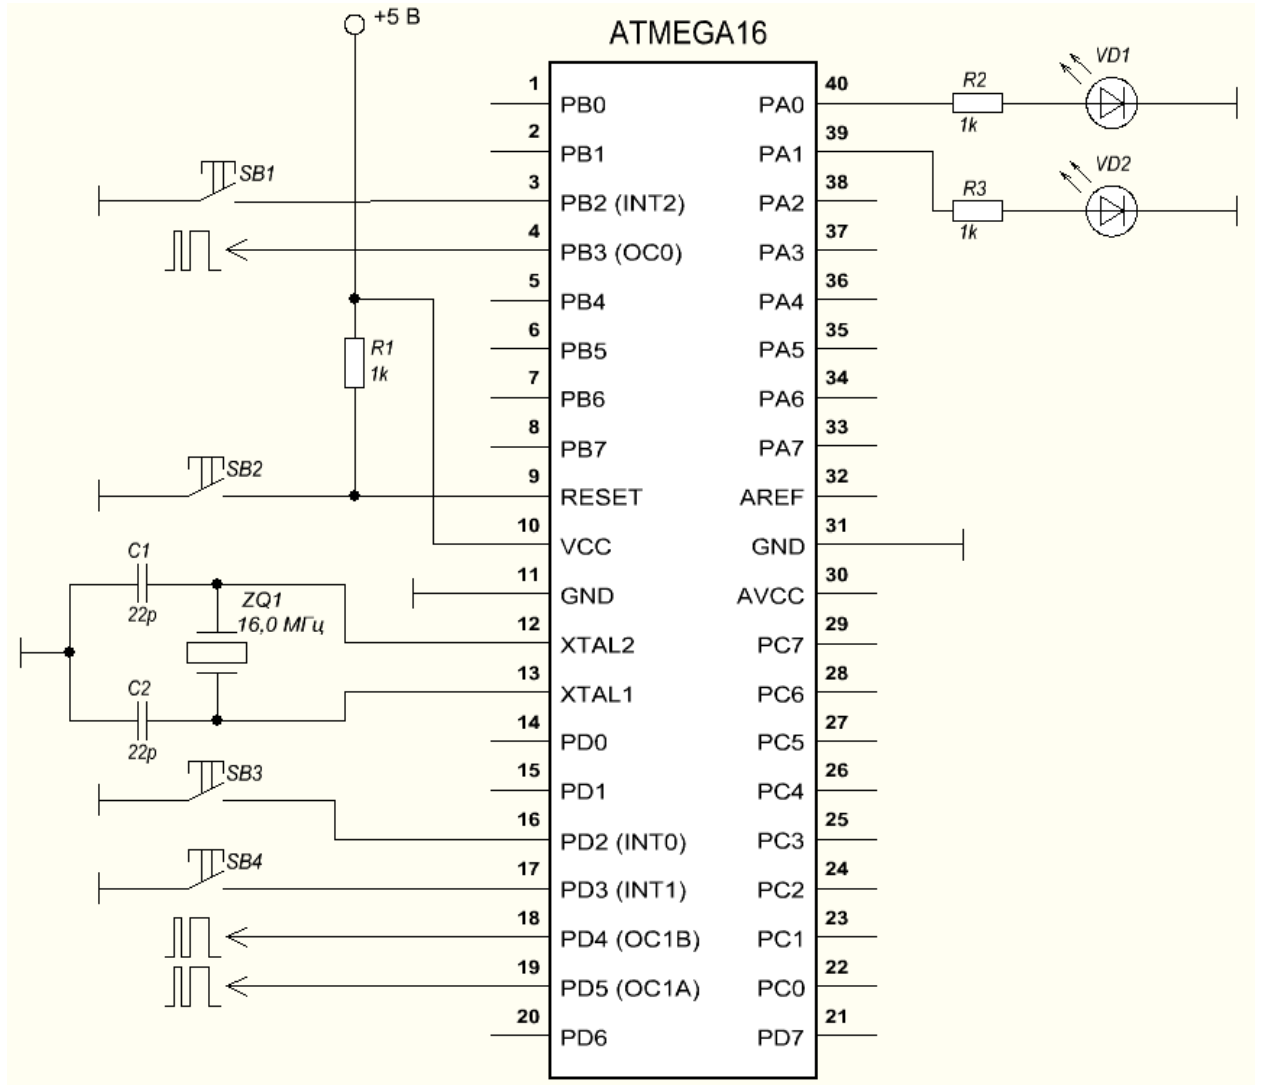 +5 В
ATMEGA16
1 PB0
2 PB1
3 PB2 (INT2)
4 PB3 (OC0)
5 PB4
6 PB5
7 PB6
8 PB7
9 RESET
10 VCC
11 GND
12 XTAL2
13 XTAL1
14 PD0
15 PD1
16 PD2 (INT0)
17 PD3 (INT1)
18 PD4 (OC1B)
19 PD5 (OC1A)
20 PD6
40 PA0
39 PA1
38 PA2
37 PA3
36 PA4
35 PA5
34 PA6
33 PA7
32 AREF
31 GND
30 AVCC
29 PC7
28 PC6
27 PC5
26 PC4
25 PC3
24 PC2
23 PC1
22 PC0
21 PD7
SB1
R1
1k
SB2
C1
22p
ZQ1
16,0 МГц
C2
22p
SB3
SB4
R2
1k
VD1
R3
1k
VD2